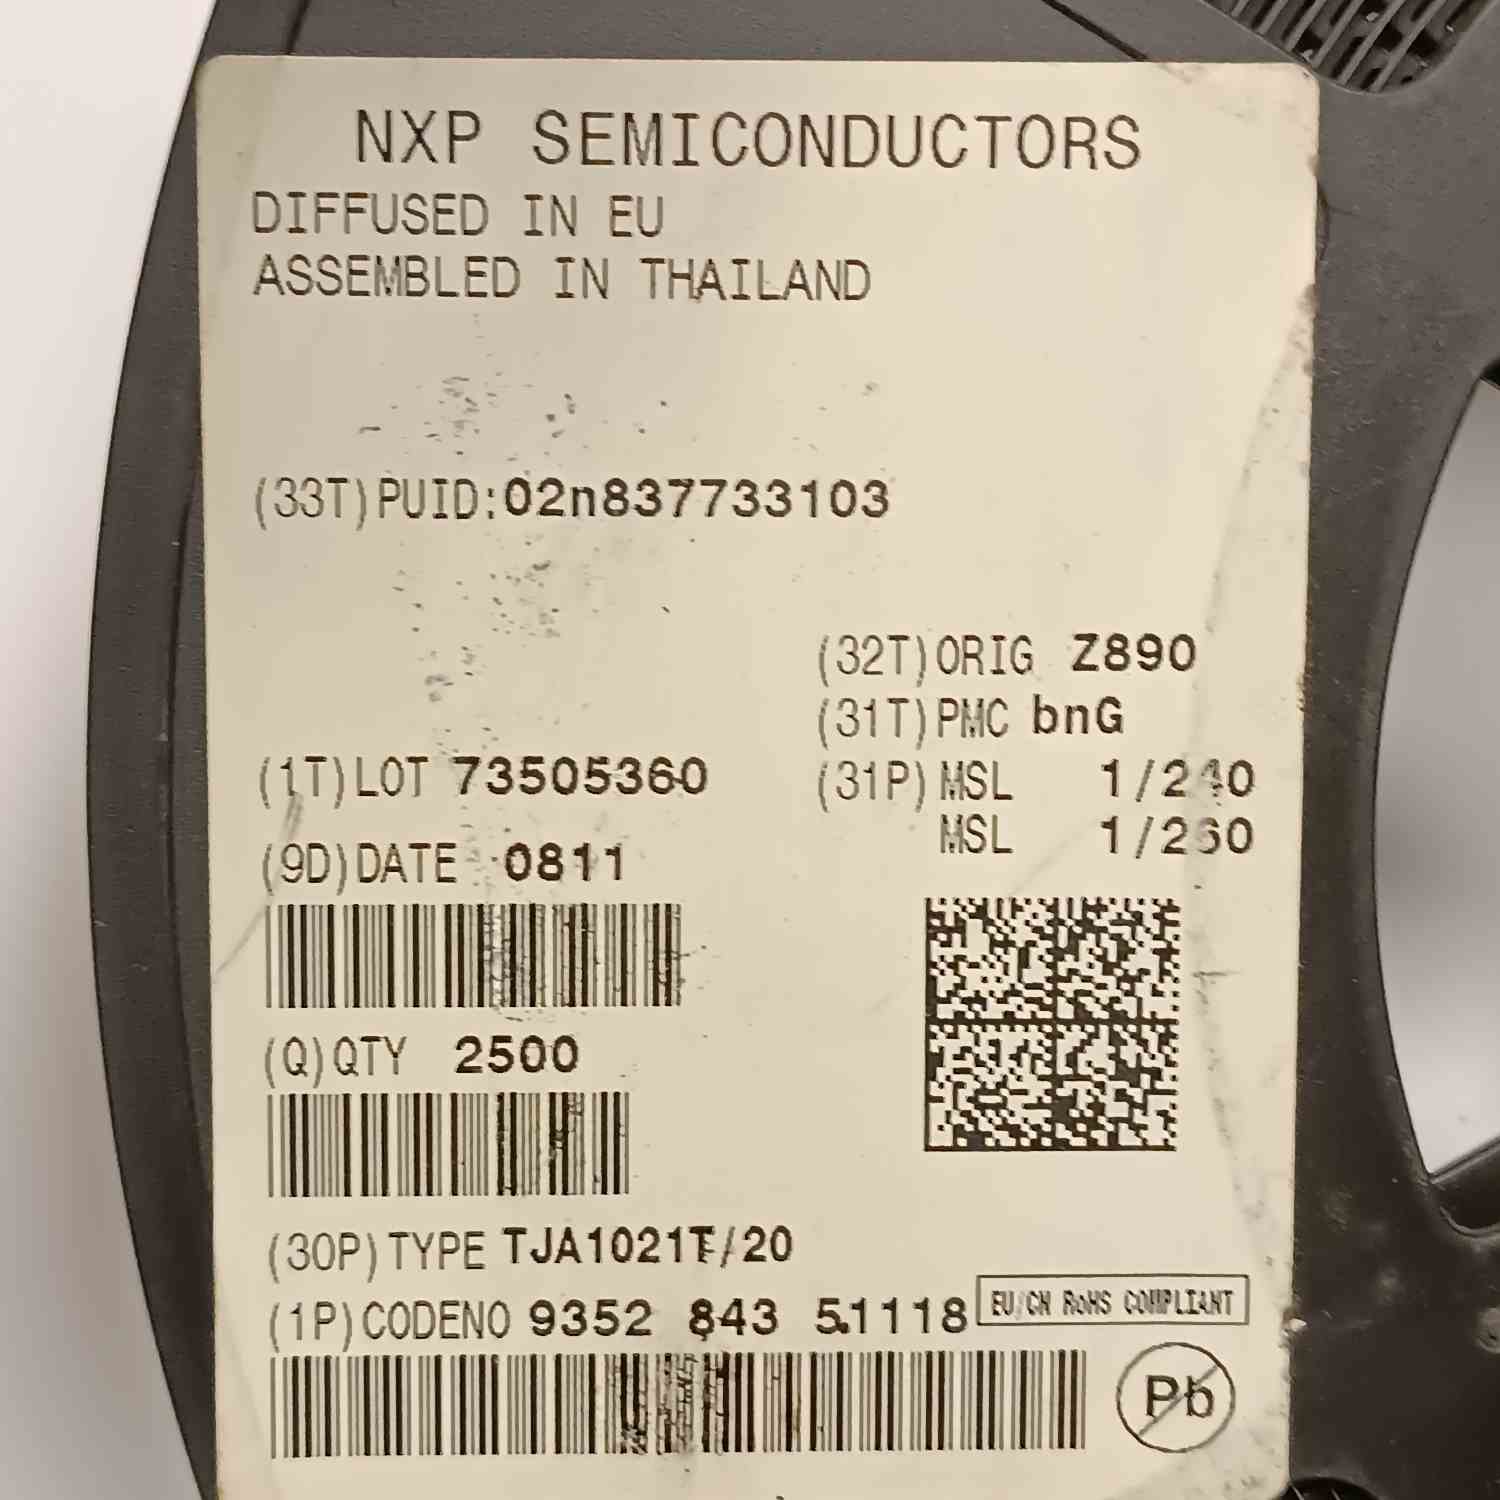 NXP SEMICONDUCTORS
DIFFUSED IN EU
ASSEMBLED IN THAILAND
(33T)PUID:02n837733103
(32T)ORIG Z890
(31T)PMC bnG
(1T)LOT 73505360
(31P)MSL 1/240
MSL 1/260
(9D)DATE 0811
(Q)QTY 2500
(30P)TYPE TJA1021T/20
(1P)CODENO 9352 843 51118
EU/CN RoHS COMPLIANT
Pb